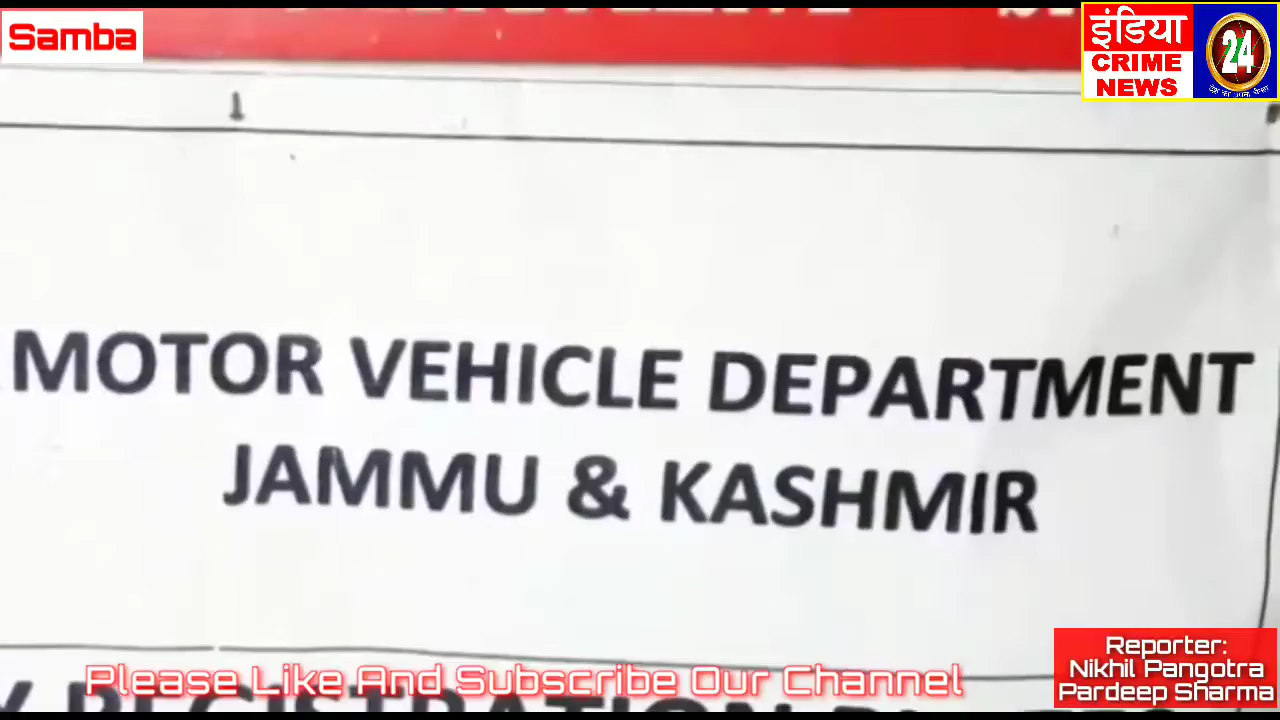 Samba
इंडिया
CRIME
NEWS
24
MOTOR VEHICLE DEPARTMENT
JAMMU & KASHMIR
Please Like And Subscribe Our Channel
Reporter:
Nikhil Pangotra
Pardeep Sharma